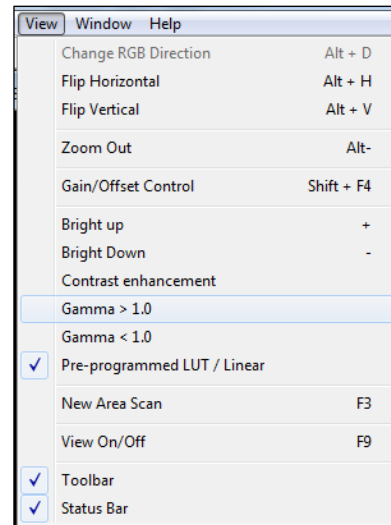 View Window Help
Change RGB Direction Alt + D
Flip Horizontal Alt + H
Flip Vertical Alt + V
Zoom Out Alt-
Gain/Offset Control Shift + F4
Bright up +
Bright Down -
Contrast enhancement
Gamma > 1.0
Gamma < 1.0
Pre-programmed LUT / Linear
New Area Scan F3
View On/Off F9
Toolbar
Status Bar